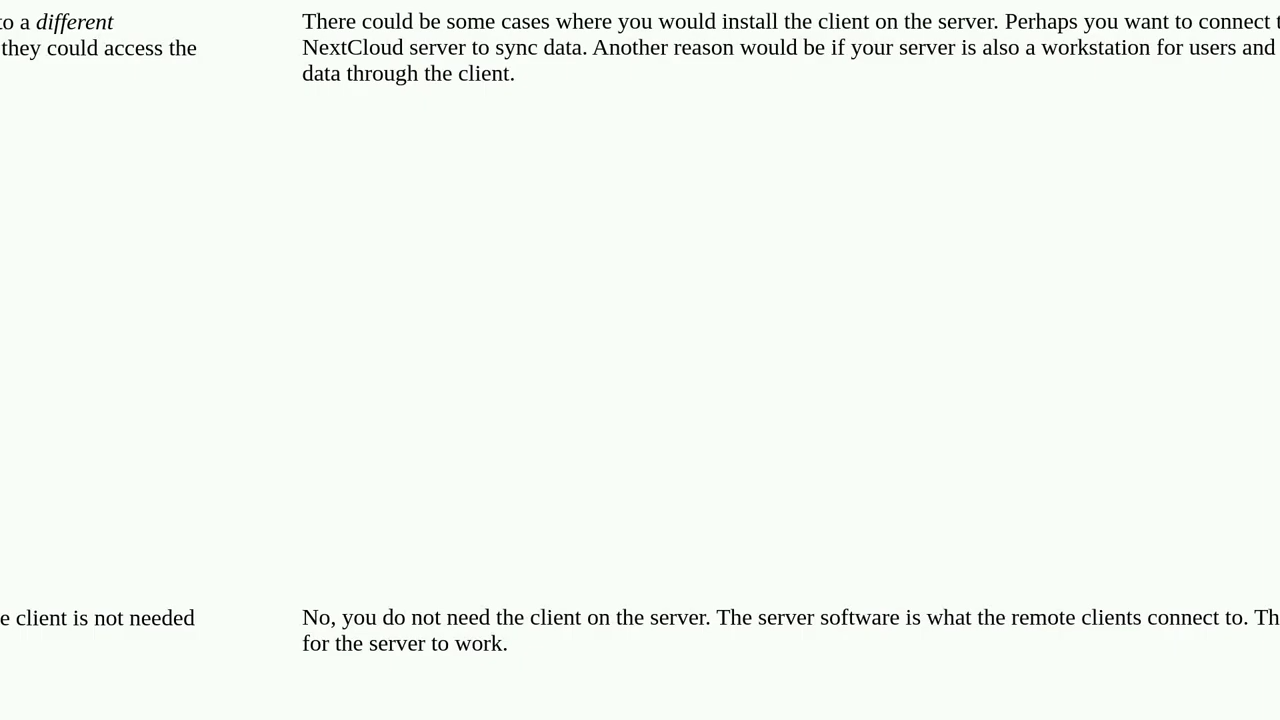 to a different
they could access the
There could be some cases where you would install the client on the server. Perhaps you want to connect
NextCloud server to sync data. Another reason would be if your server is also a workstation for users and
data through the client.
client is not needed
No, you do not need the client on the server. The server software is what the remote clients connect to.
for the server to work.